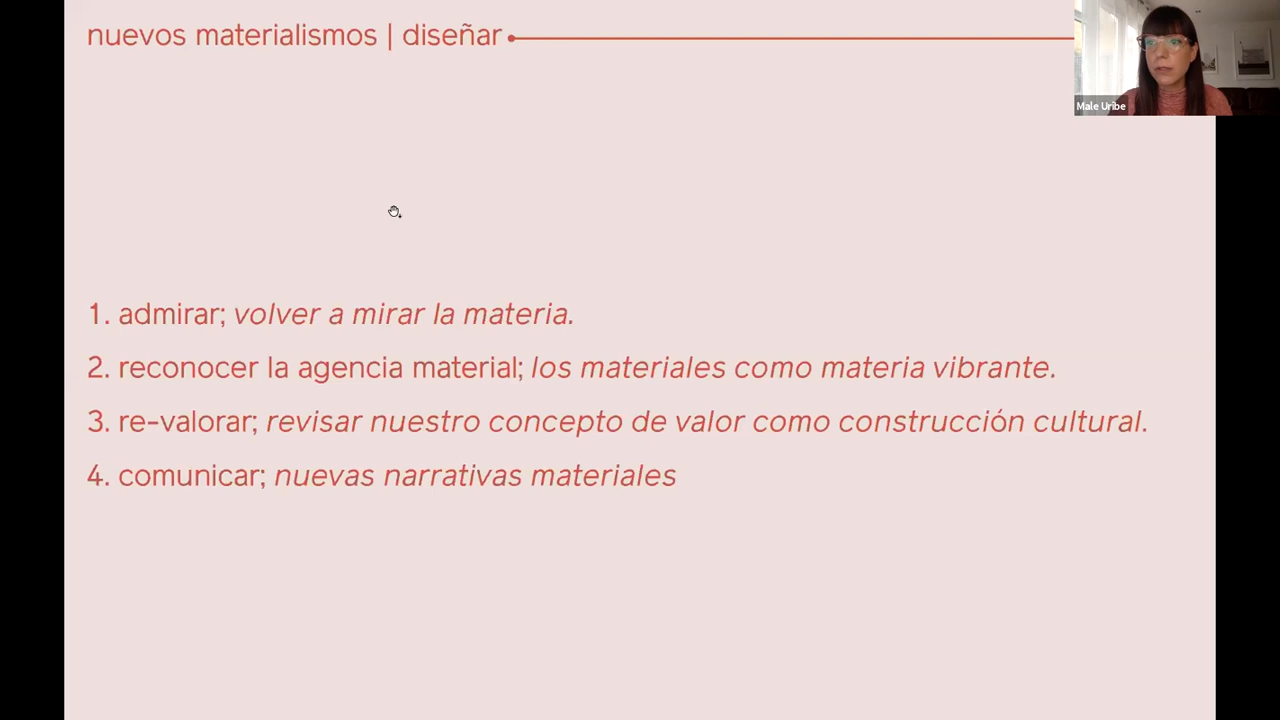 nuevos materialismos | diseñar
Male Uribe
1. admirar; volver a mirar la materia.
2. reconocer la agencia material; los materiales como materia vibrante.
3. re-valorar; revisar nuestro concepto de valor como construcción cultural.
4. comunicar; nuevas narrativas materiales